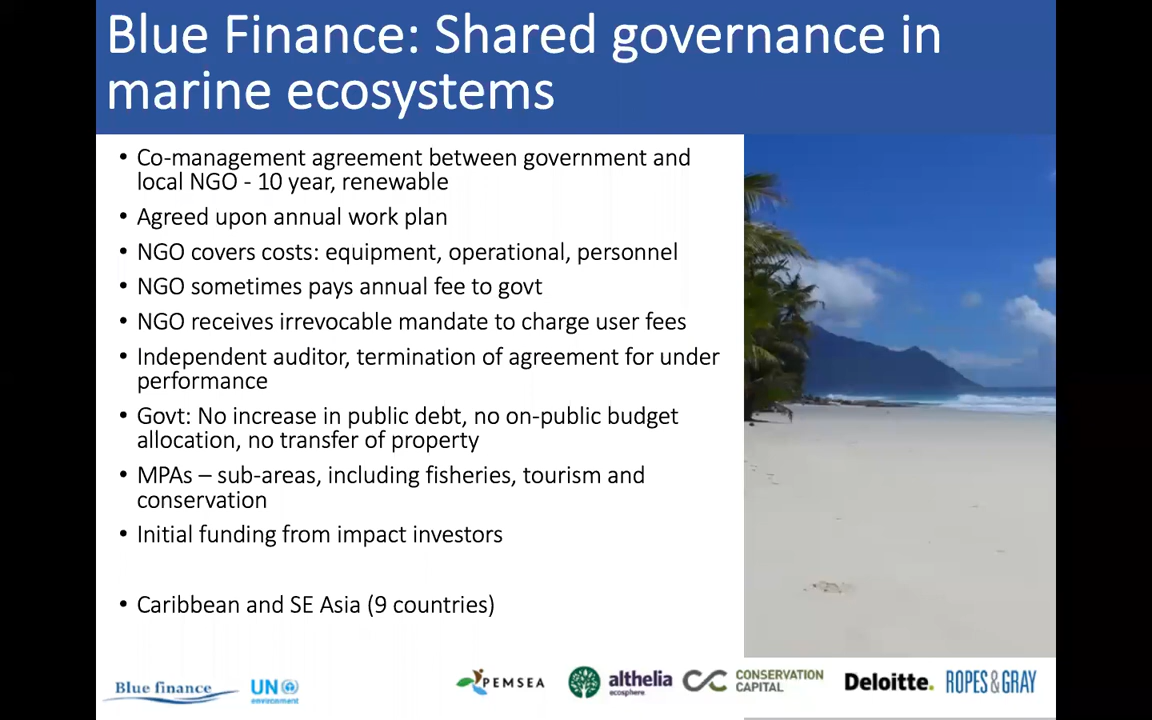 Blue Finance: Shared governance in
marine ecosystems
• Co-management agreement between government and
local NGO - 10 year, renewable
• Agreed upon annual work plan
• NGO covers costs: equipment, operational, personnel
• NGO sometimes pays annual fee to govt
• NGO receives irrevocable mandate to charge user fees
• Independent auditor, termination of agreement for under
performance
• Govt: No increase in public debt, no on-public budget
allocation, no transfer of property
• MPAs – sub-areas, including fisheries, tourism and
conservation
• Initial funding from impact investors
• Caribbean and SE Asia (9 countries)
Blue finance
UN
environment
PEMSEA
althelia
ecosphere
CONSERVATION
CAPITAL
Deloitte.
ROPES & GRAY